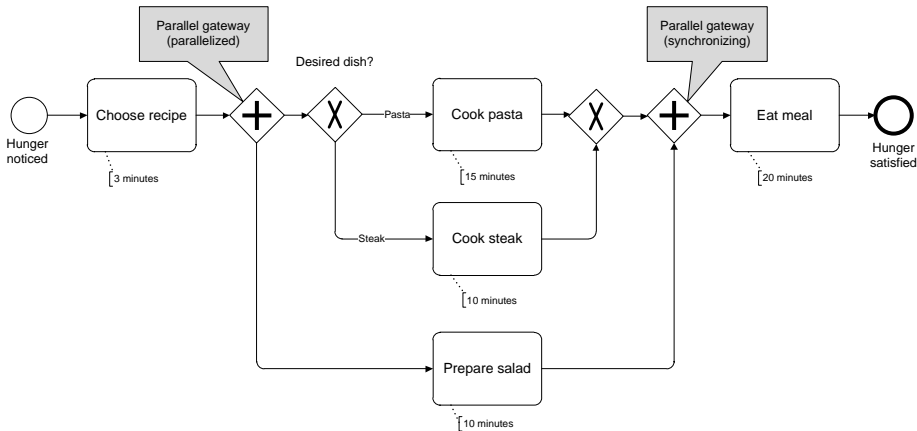 Parallel gateway
(parallelized)
Parallel gateway
(synchronizing)
Desired dish?
Choose recipe
Pasta
Cook pasta
Eat meal
Hunger
noticed
Hunger
satisfied
3 minutes
15 minutes
20 minutes
Steak
Cook steak
10 minutes
Prepare salad
10 minutes